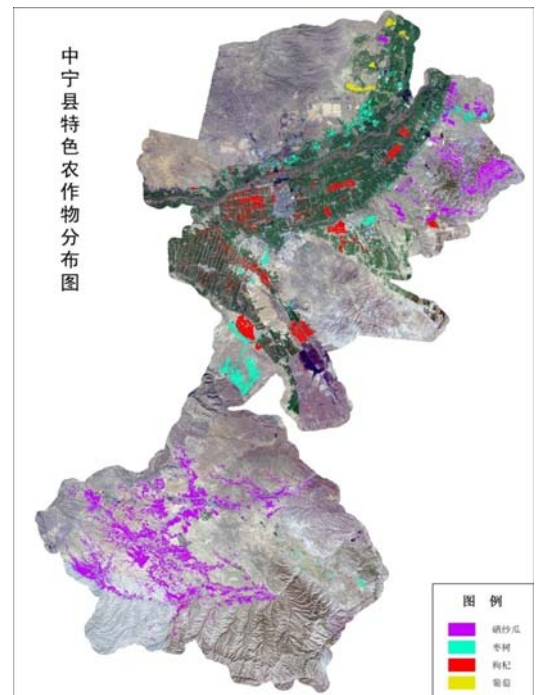 中宁县特色农作物分布图
图 例
硒砂瓜
枣树
枸杞
葡萄